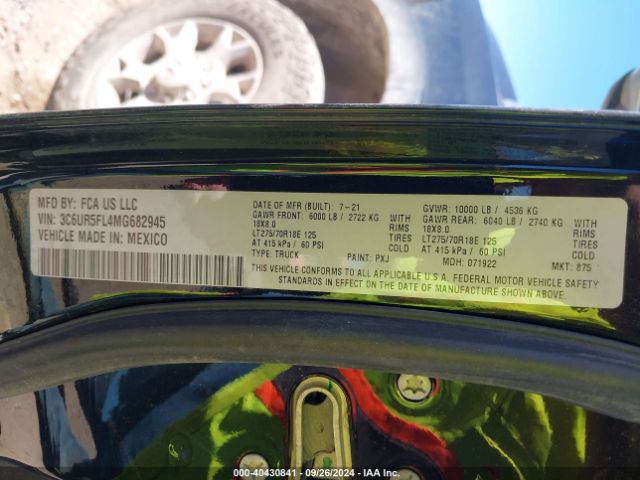 MFD BY: FCA US LLC
VIN: 3C6UR5FL4MG682945
VEHICLE MADE IN: MEXICO
DATE OF MFR (BUILT): 7-21
GAWR FRONT: 6000 LB / 2722 KG WITH
18X8.0 RIMS
LT275/70R18E 125 TIRES
AT 415 kPa / 60 PSI COLD
TYPE: TRUCK PAINT: PXJ
GVWR: 10000 LB / 4536 KG
GAWR REAR: 6040 LB / 2740 KG WITH
18X8.0 RIMS
LT275/70R18E 125 TIRES
AT 415 kPa / 60 PSI COLD
MDH: 071922 MKT: 875
THIS VEHICLE CONFORMS TO ALL APPLICABLE U.S.A. FEDERAL MOTOR VEHICLE SAFETY
STANDARDS IN EFFECT ON THE DATE OF MANUFACTURE SHOWN ABOVE.
00-40430841 - 09/26/2024 - IAA Inc.